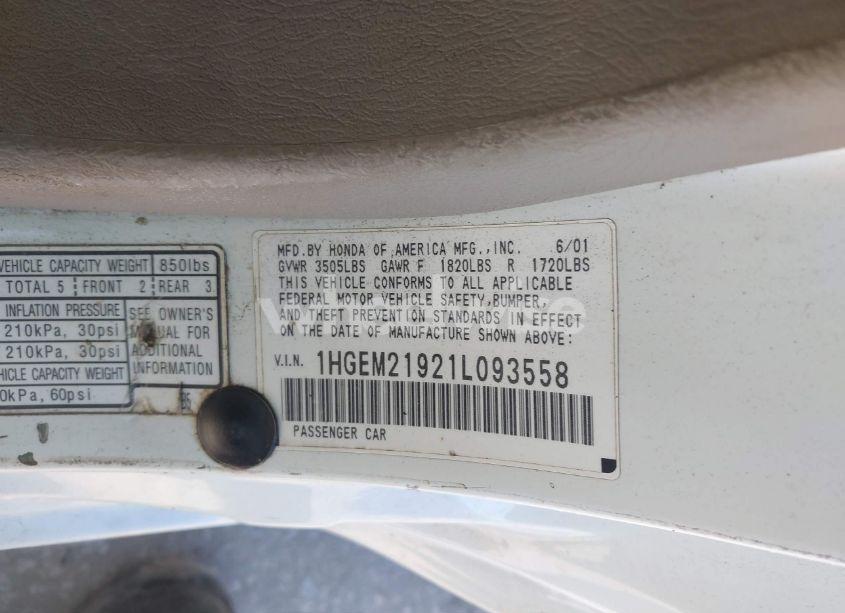 VEHICLE CAPACITY WEIGHT 850lbs
TOTAL 5 FRONT 2 REAR 3
INFLATION PRESSURE SEE OWNER'S
210kPa, 30psi MANUAL FOR
210kPa, 30psi ADDITIONAL
HICLE CAPACITY WEIGHT INFORMATION
0kPa, 60psi
MFD.BY HONDA OF AMERICA MFG.,INC. 6/01
GVWR 3505LBS GAWR F 1820LBS R 1720LBS
THIS VEHICLE CONFORMS TO ALL APPLICABLE
FEDERAL MOTOR VEHICLE SAFETY,BUMPER,
AND THEFT PREVENTION STANDARDS IN EFFECT
ON THE DATE OF MANUFACTURE SHOWN ABOVE:
V.I.N. 1HGEM21921L093558
PASSENGER CAR